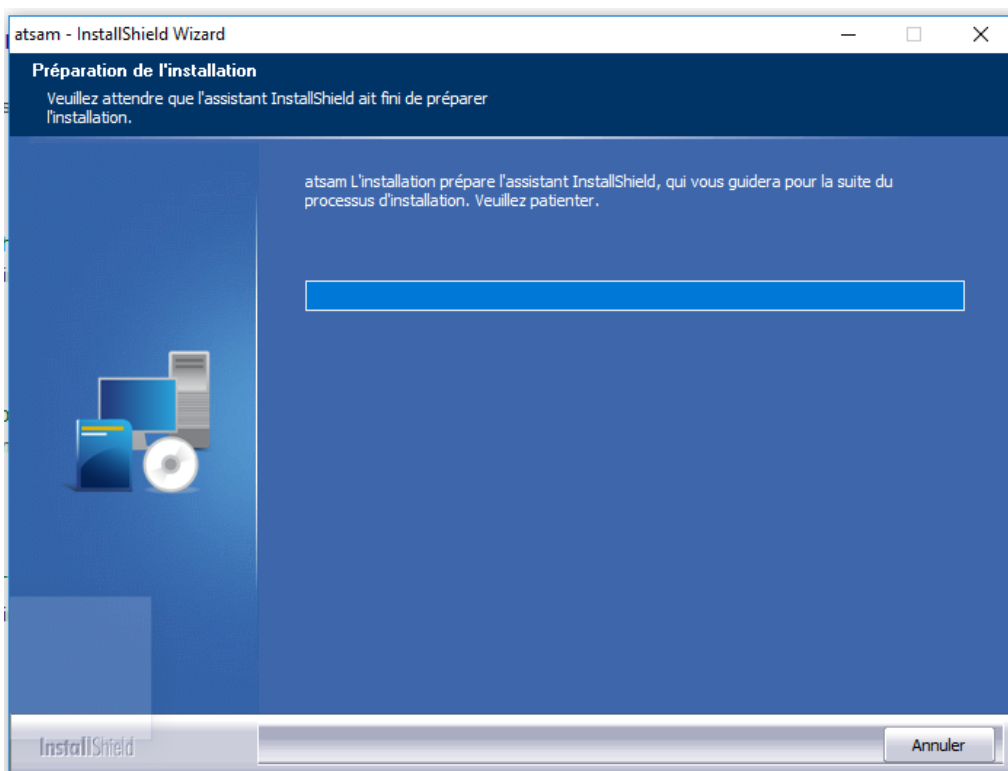 atsam - InstallShield Wizard
Préparation de l'installation
Veuillez attendre que l'assistant InstallShield ait fini de préparer
l'installation.
atsam L'installation prépare l'assistant InstallShield, qui vous guidera pour la suite du
processus d'installation. Veuillez patienter.
InstallShield
Annuler